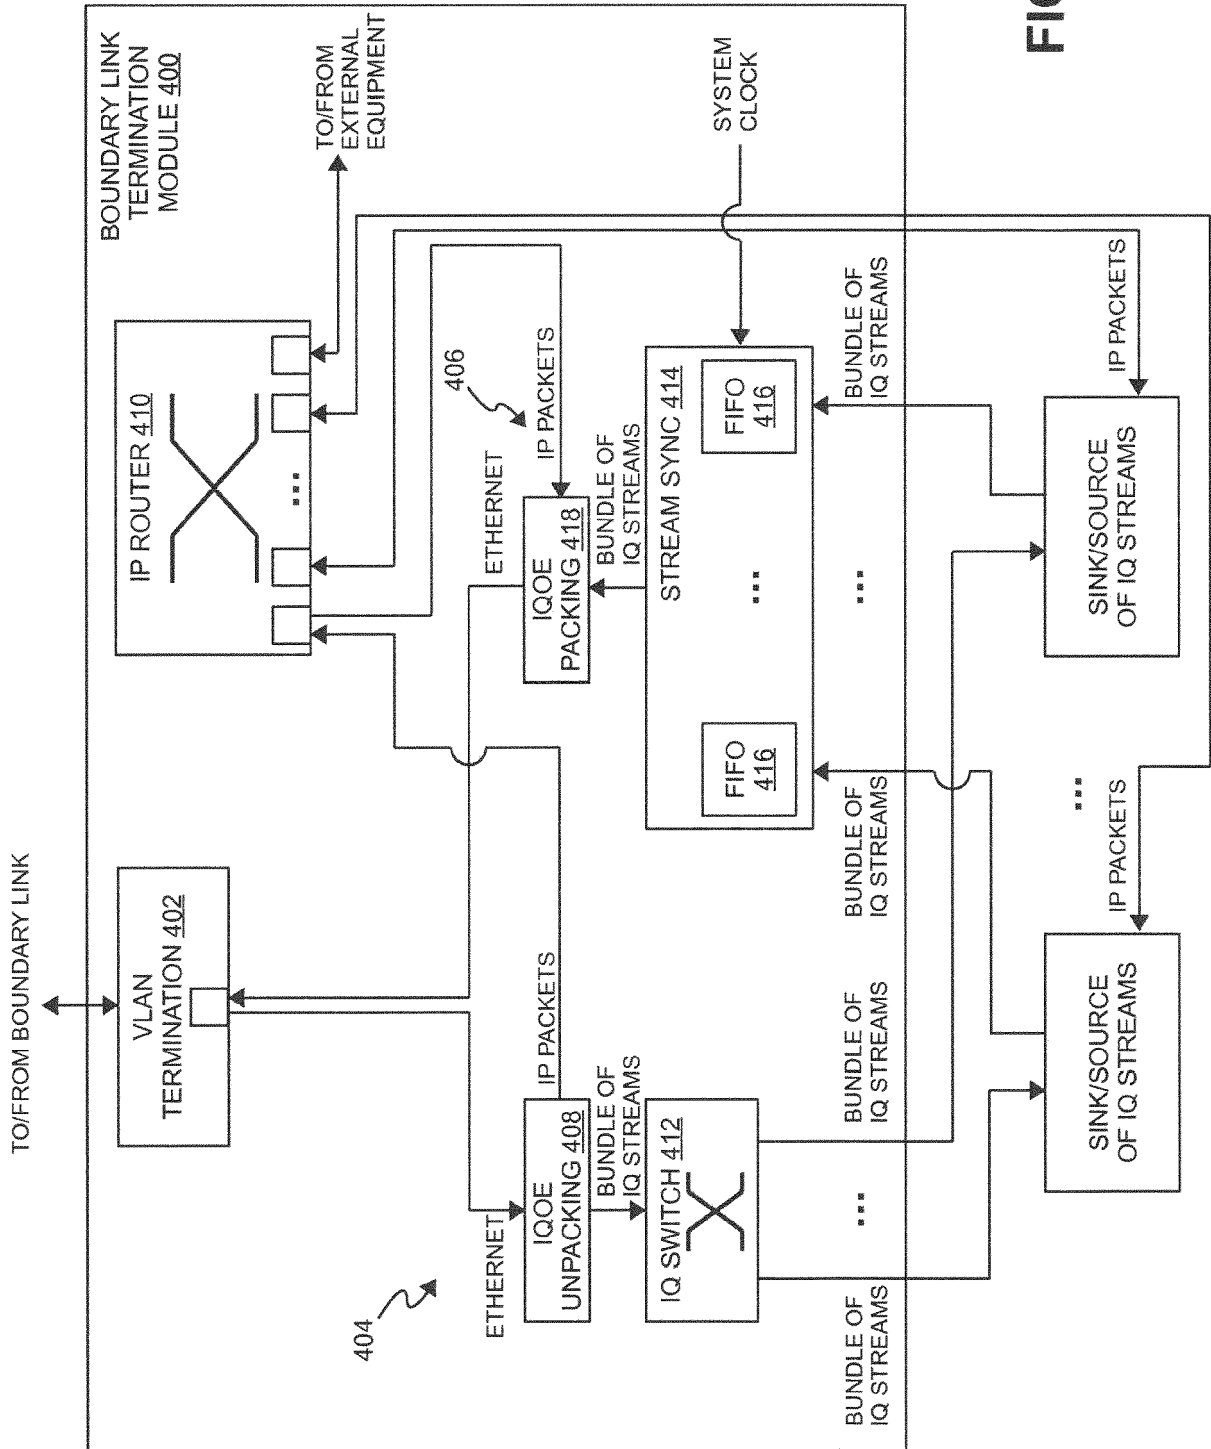 TO/FROM BOUNDARY LINK
BOUNDARY LINK
TERMINATION
MODULE 400
VLAN
TERMINATION 402
IP ROUTER 410
...
TO/FROM
EXTERNAL
EQUIPMENT
404
ETHERNET
IQOE
UNPACKING 408
IP PACKETS
BUNDLE OF
IQ STREAMS
IQ SWITCH 412
406
ETHERNET
IP PACKETS
IQOE
PACKING 418
BUNDLE OF
IQ STREAMS
STREAM SYNC 414
FIFO
416
...
FIFO
416
SYSTEM
CLOCK
BUNDLE OF
IQ STREAMS
...
BUNDLE OF
IQ STREAMS
BUNDLE OF
IQ STREAMS
...
BUNDLE OF
IQ STREAMS
SINK/SOURCE
OF IQ STREAMS
IP PACKETS
...
SINK/SOURCE
OF IQ STREAMS
IP PACKETS